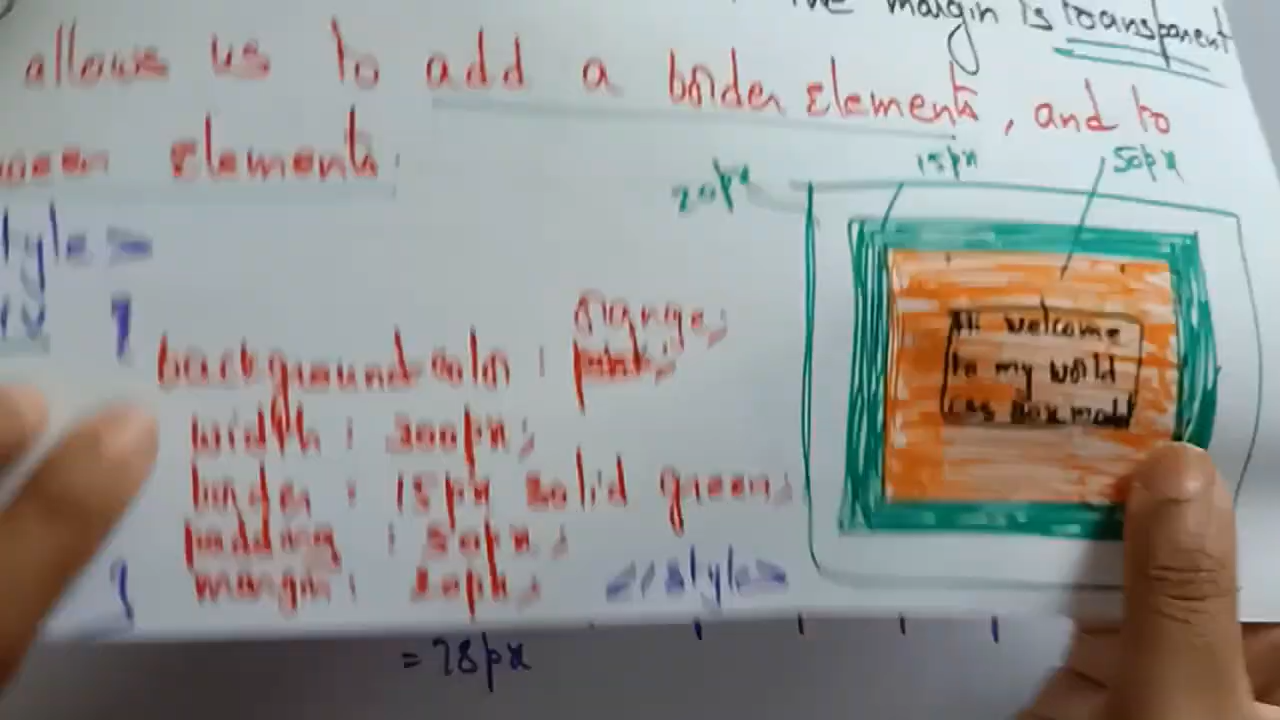 margin is transparent
allows us to add a border elements, and to
elements.
20px
15px
50px
background color : orange;
width : 300px;
border : 15px solid green;
padding : 50px;
margin : 20px;
</style>
Hi welcome
to my world
css box model
= 78px